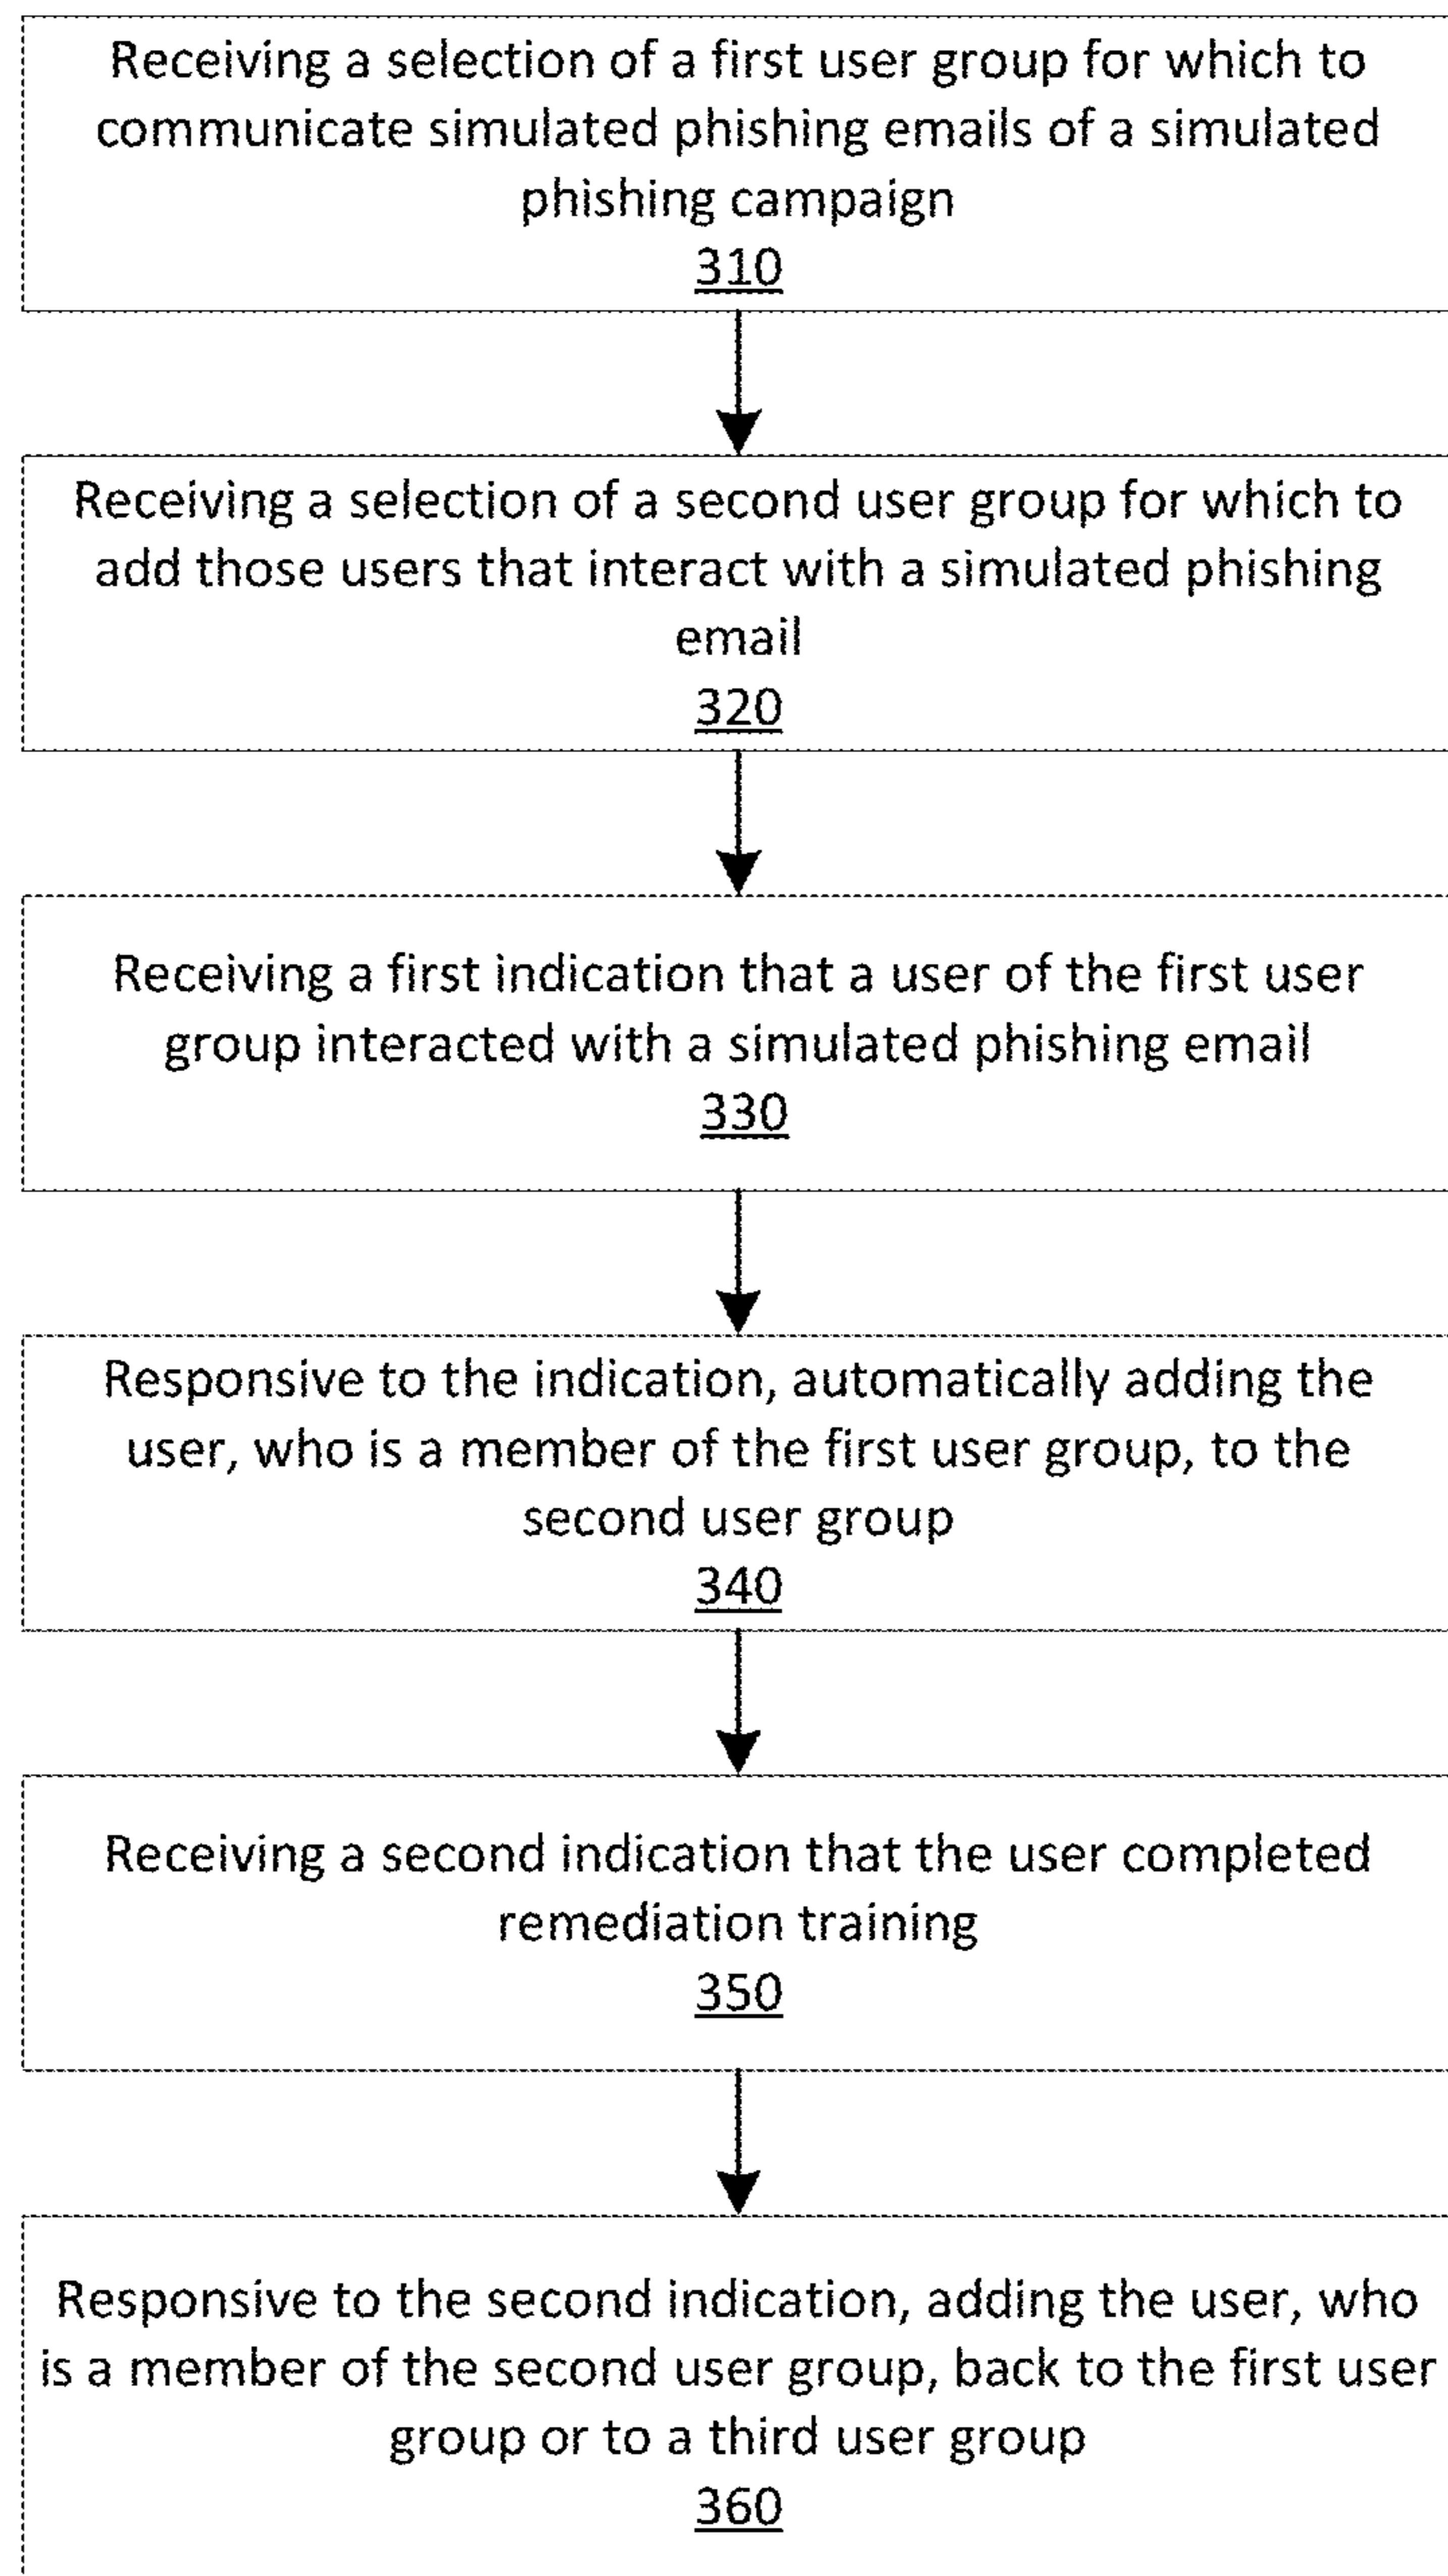 Receiving a selection of a first user group for which to
communicate simulated phishing emails of a simulated
phishing campaign
310
Receiving a selection of a second user group for which to
add those users that interact with a simulated phishing
email
320
Receiving a first indication that a user of the first user
group interacted with a simulated phishing email
330
Responsive to the indication, automatically adding the
user, who is a member of the first user group, to the
second user group
340
Receiving a second indication that the user completed
remediation training
350
Responsive to the second indication, adding the user, who
is a member of the second user group, back to the first user
group or to a third user group
360